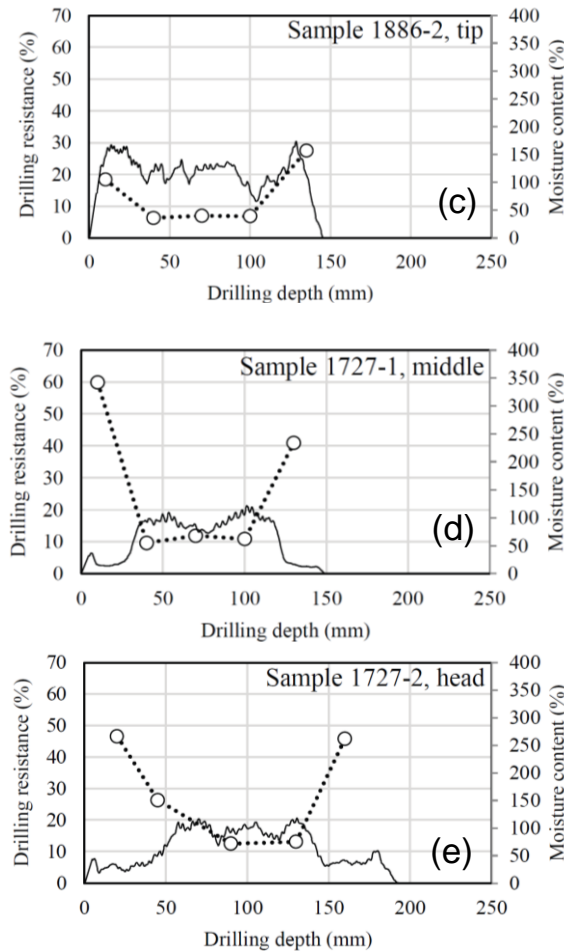 Sample 1886-2, tip
Drilling resistance (%)
70
60
50
40
30
20
10
0
Moisture content (%)
400
350
300
250
200
150
100
50
0
(c)
0 50 100 150 200 250
Drilling depth (mm)
Sample 1727-1, middle
Drilling resistance (%)
70
60
50
40
30
20
10
0
Moisture content (%)
400
350
300
250
200
150
100
50
0
(d)
0 50 100 150 200 250
Drilling depth (mm)
Sample 1727-2, head
Drilling resistance (%)
70
60
50
40
30
20
10
0
Moisture content (%)
400
350
300
250
200
150
100
50
0
(e)
0 50 100 150 200 250
Drilling depth (mm)